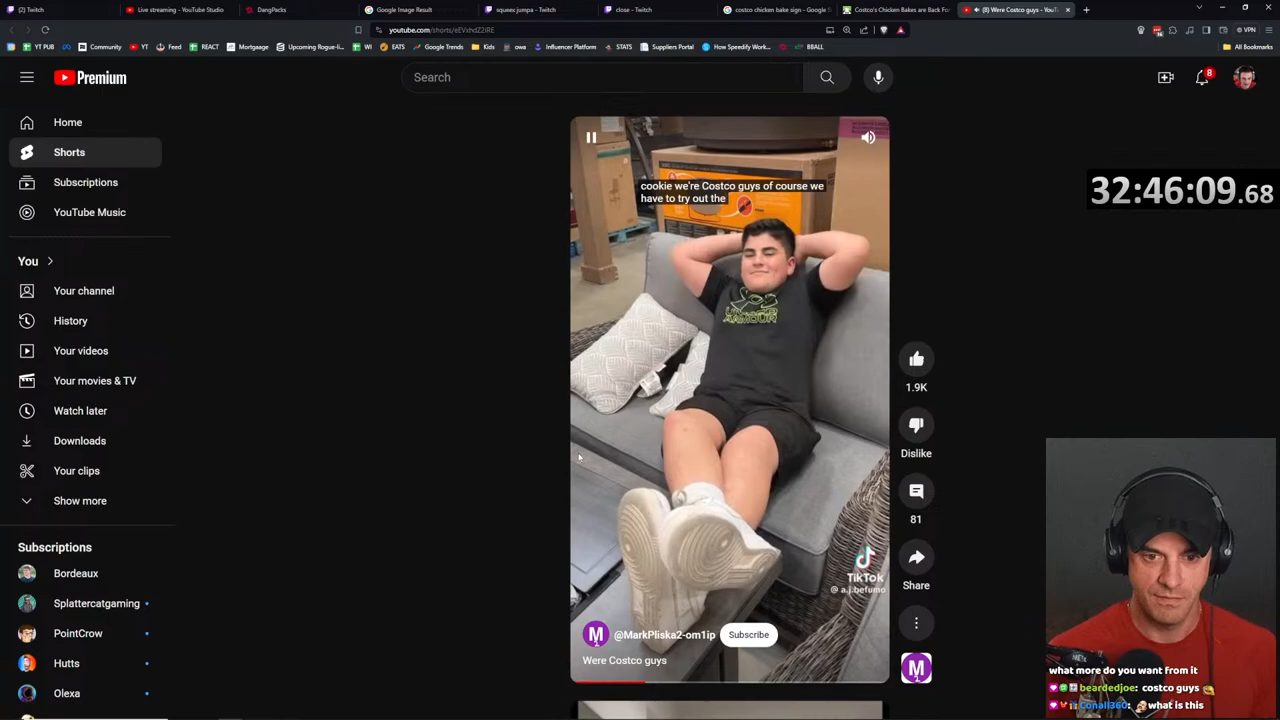 (2) Twitch
Live streaming - YouTube Studio
DangPacks
Google Image Result
squeex jumpa - Twitch
close - Twitch
costco chicken bake sign - Google S
Costco's Chicken Bakes are Back For
(8) Were Costco guys - YouT
youtube.com/shorts/
VPN
YT PUB
Community
YT
Feed
REACT
Mortgaage
Upcoming Rogue-li...
WI
EATS
Google Trends
Kids
owa
Influencer Platform
STATS
Suppliers Portal
How Speedify Work...
BBALL
All Bookmarks
Premium
Search
8
Home
Shorts
Subscriptions
YouTube Music
You
Your channel
History
Your videos
Your movies & TV
Watch later
Downloads
Your clips
Show more
Subscriptions
Bordeaux
Splattercatgaming
PointCrow
Hutts
Olexa
cookie we're Costco guys of course we
have to try out the
UNDER
ARMOUR
TikTok
@ a.j.befumo
@MarkPliska2-om1ip
Subscribe
Were Costco guys
1.9K
Dislike
81
Share
M
32:46:09.68
what more do you want from it
beardedjoe: costco guys
Conall360: what is this